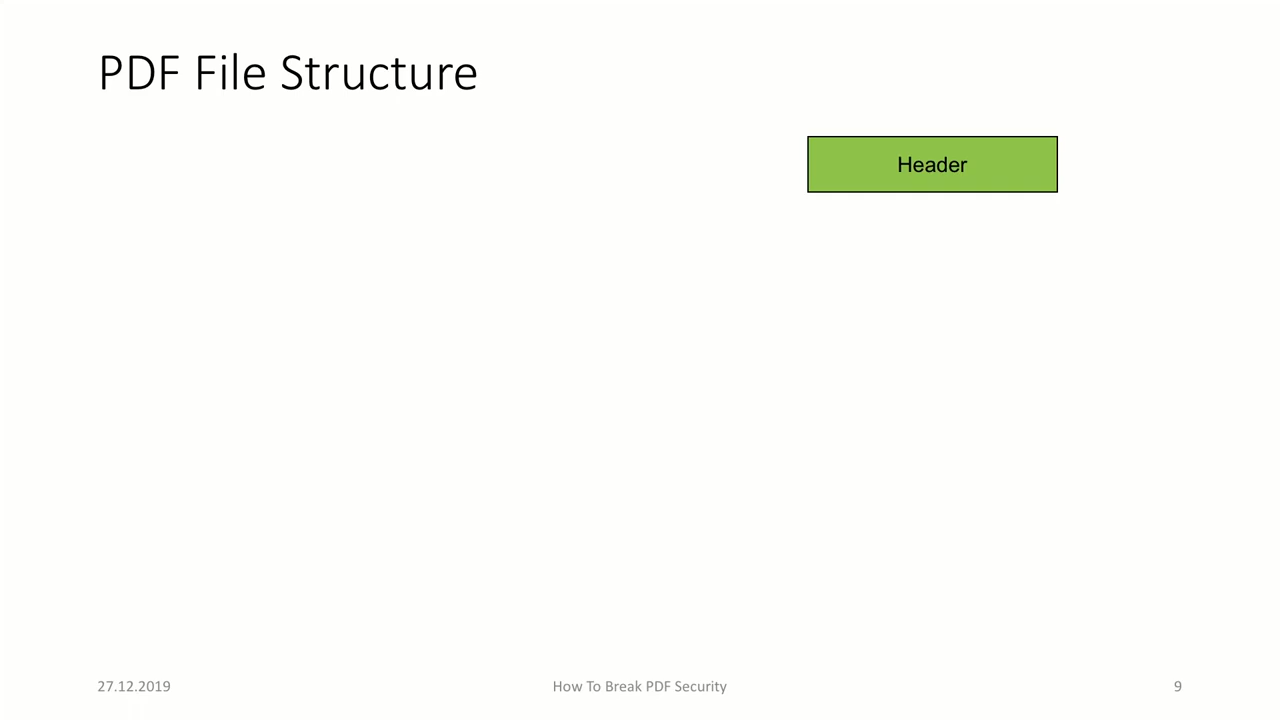 PDF File Structure
Header
27.12.2019
How To Break PDF Security
9